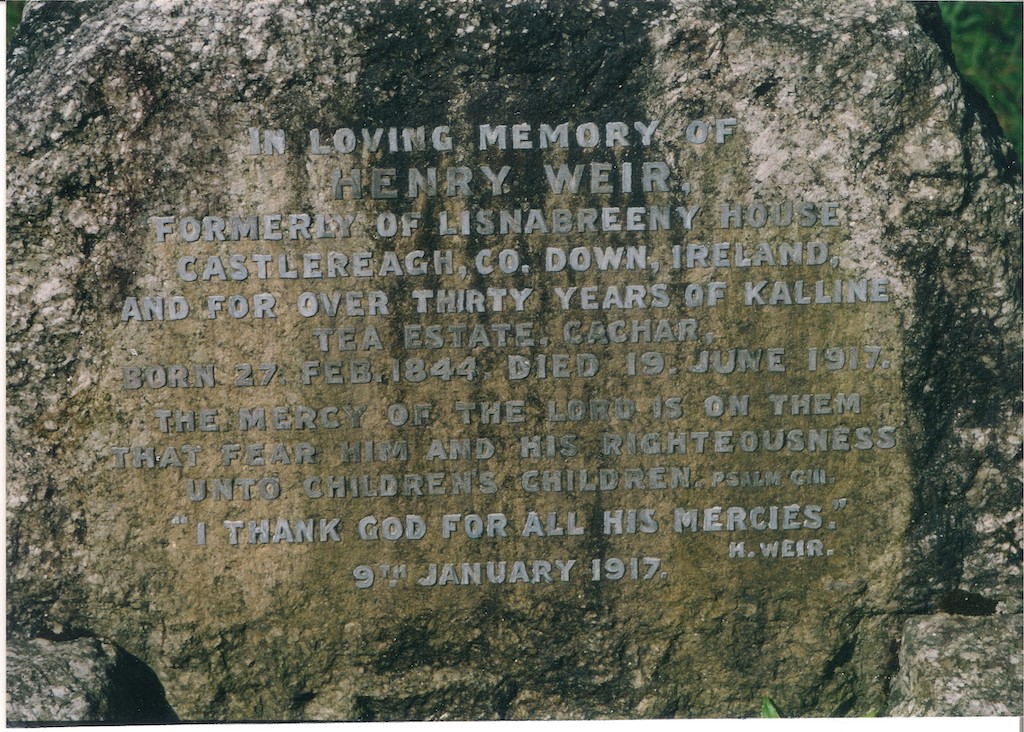 IN LOVING MEMORY OF
HENRY WEIR,
FORMERLY OF LISNABREENY HOUSE
CASTLEREAGH, CO. DOWN, IRELAND,
AND FOR OVER THIRTY YEARS OF KALLINE
TEA ESTATE, CACHAR,
BORN 27. FEB. 1844 DIED 19. JUNE 1917.
THE MERCY OF THE LORD IS ON THEM
THAT FEAR HIM AND HIS RIGHTEOUSNESS
UNTO CHILDRENS CHILDREN. PSALM CIII.
"I THANK GOD FOR ALL HIS MERCIES."
H. WEIR.
9TH JANUARY 1917.